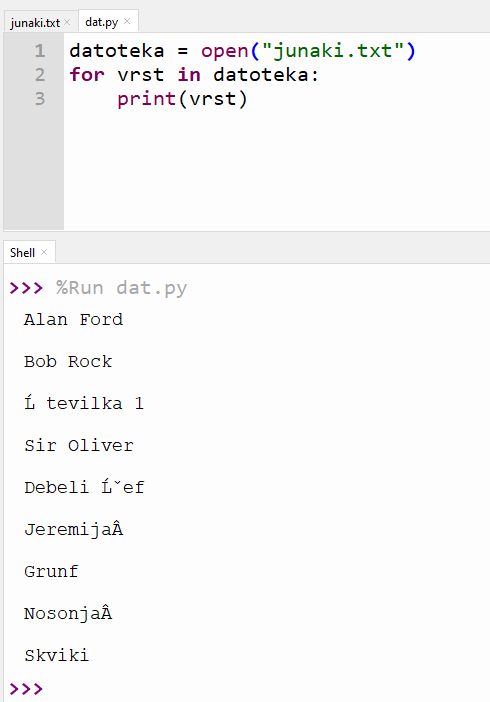 junaki.txt × dat.py ×
1 datoteka = open("junaki.txt")
2 for vrst in datoteka:
3 print(vrst)
Shell ×
>>> %Run dat.py
Alan Ford
Bob Rock
Ĺ tevilka 1
Sir Oliver
Debeli Ĺˇef
JeremijaÂ
Grunf
NosonjaÂ
Skviki
>>>